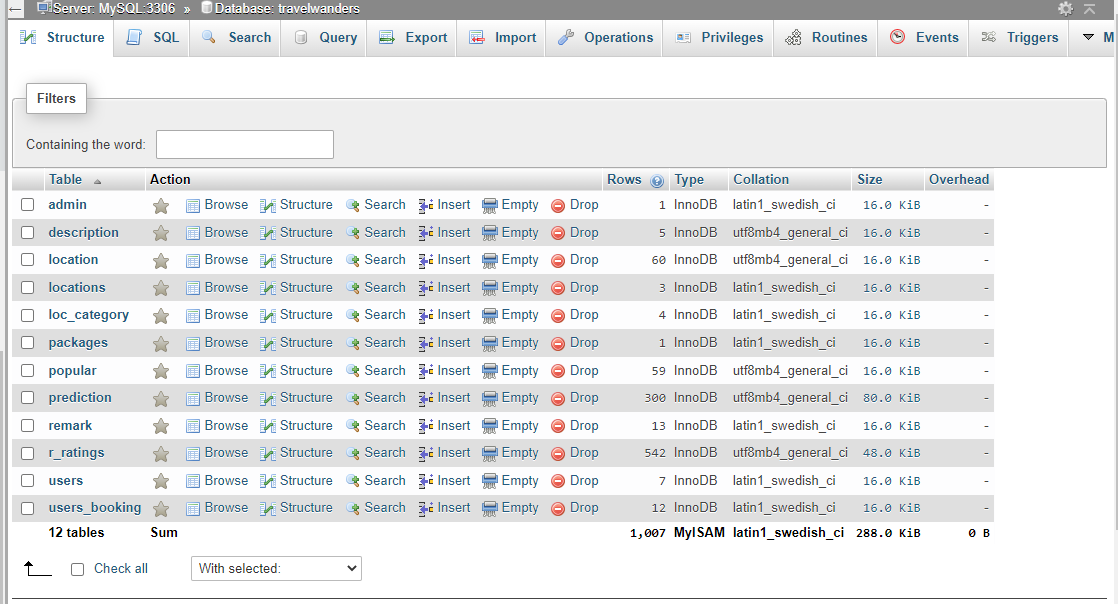 Server: MySQL:3306 » Database: travelwanders
Structure SQL Search Query Export Import Operations Privileges Routines Events Triggers M
Filters
Containing the word:
Table Action Rows Type Collation Size Overhead
admin Browse Structure Search Insert Empty Drop 1 InnoDB latin1_swedish_ci 16.0 KiB -
description Browse Structure Search Insert Empty Drop 5 InnoDB utf8mb4_general_ci 16.0 KiB -
location Browse Structure Search Insert Empty Drop 60 InnoDB utf8mb4_general_ci 16.0 KiB -
locations Browse Structure Search Insert Empty Drop 3 InnoDB latin1_swedish_ci 16.0 KiB -
loc_category Browse Structure Search Insert Empty Drop 4 InnoDB latin1_swedish_ci 16.0 KiB -
packages Browse Structure Search Insert Empty Drop 1 InnoDB latin1_swedish_ci 16.0 KiB -
popular Browse Structure Search Insert Empty Drop 59 InnoDB utf8mb4_general_ci 16.0 KiB -
prediction Browse Structure Search Insert Empty Drop 300 InnoDB utf8mb4_general_ci 80.0 KiB -
remark Browse Structure Search Insert Empty Drop 13 InnoDB latin1_swedish_ci 16.0 KiB -
r_ratings Browse Structure Search Insert Empty Drop 542 InnoDB utf8mb4_general_ci 48.0 KiB -
users Browse Structure Search Insert Empty Drop 7 InnoDB latin1_swedish_ci 16.0 KiB -
users_booking Browse Structure Search Insert Empty Drop 12 InnoDB latin1_swedish_ci 16.0 KiB -
12 tables Sum 1,007 MyISAM latin1_swedish_ci 288.0 KiB 0 B
Check all With selected: